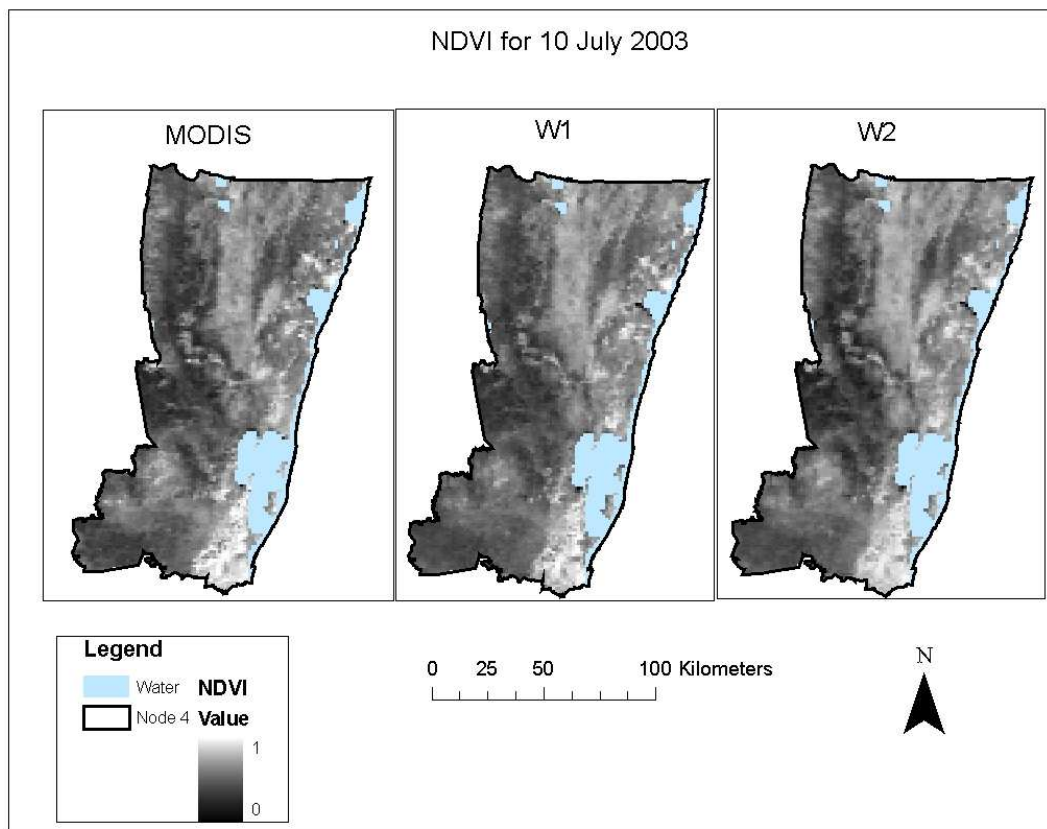 NDVI for 10 July 2003
MODIS
W1
W2
Legend
Water
Node 4
NDVI
Value
1
0
0 25 50 100 Kilometers
N